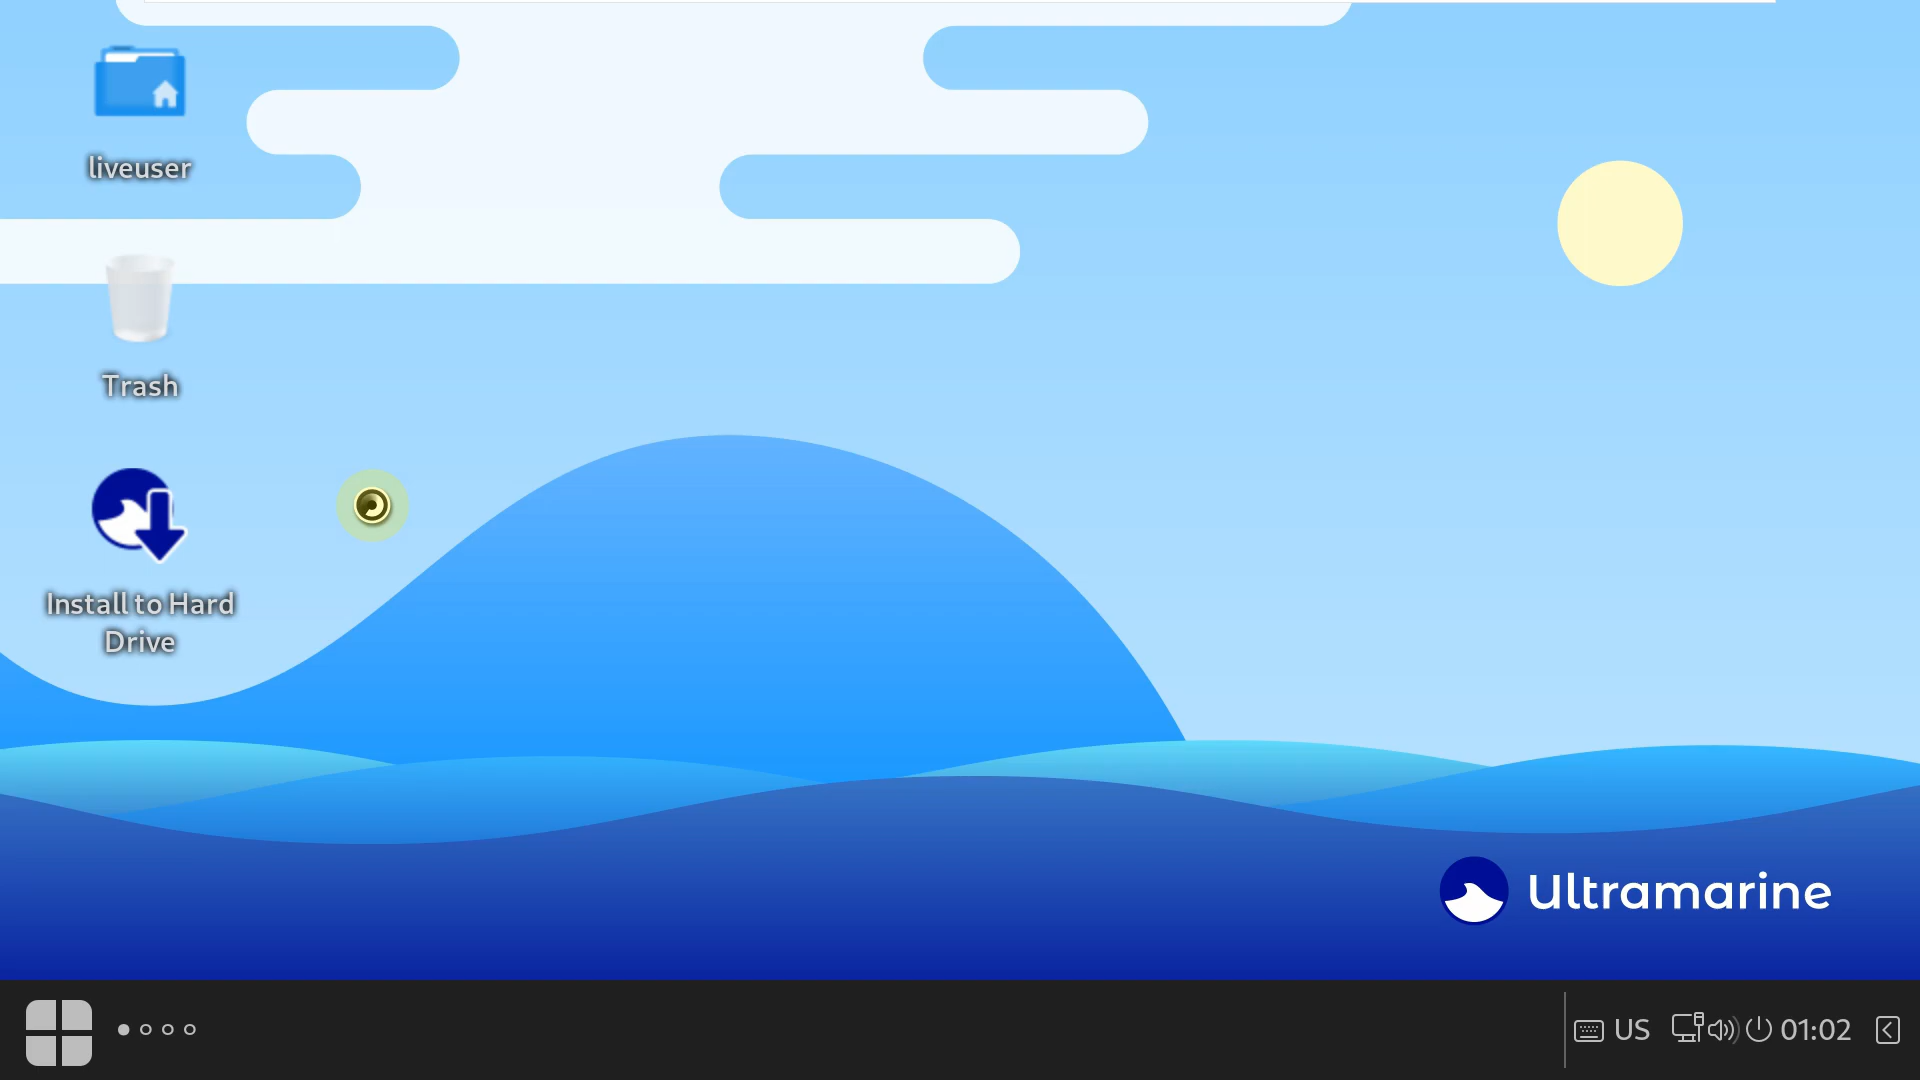 liveuser
Trash
Install to Hard
Drive
Ultramarine
US
01:02